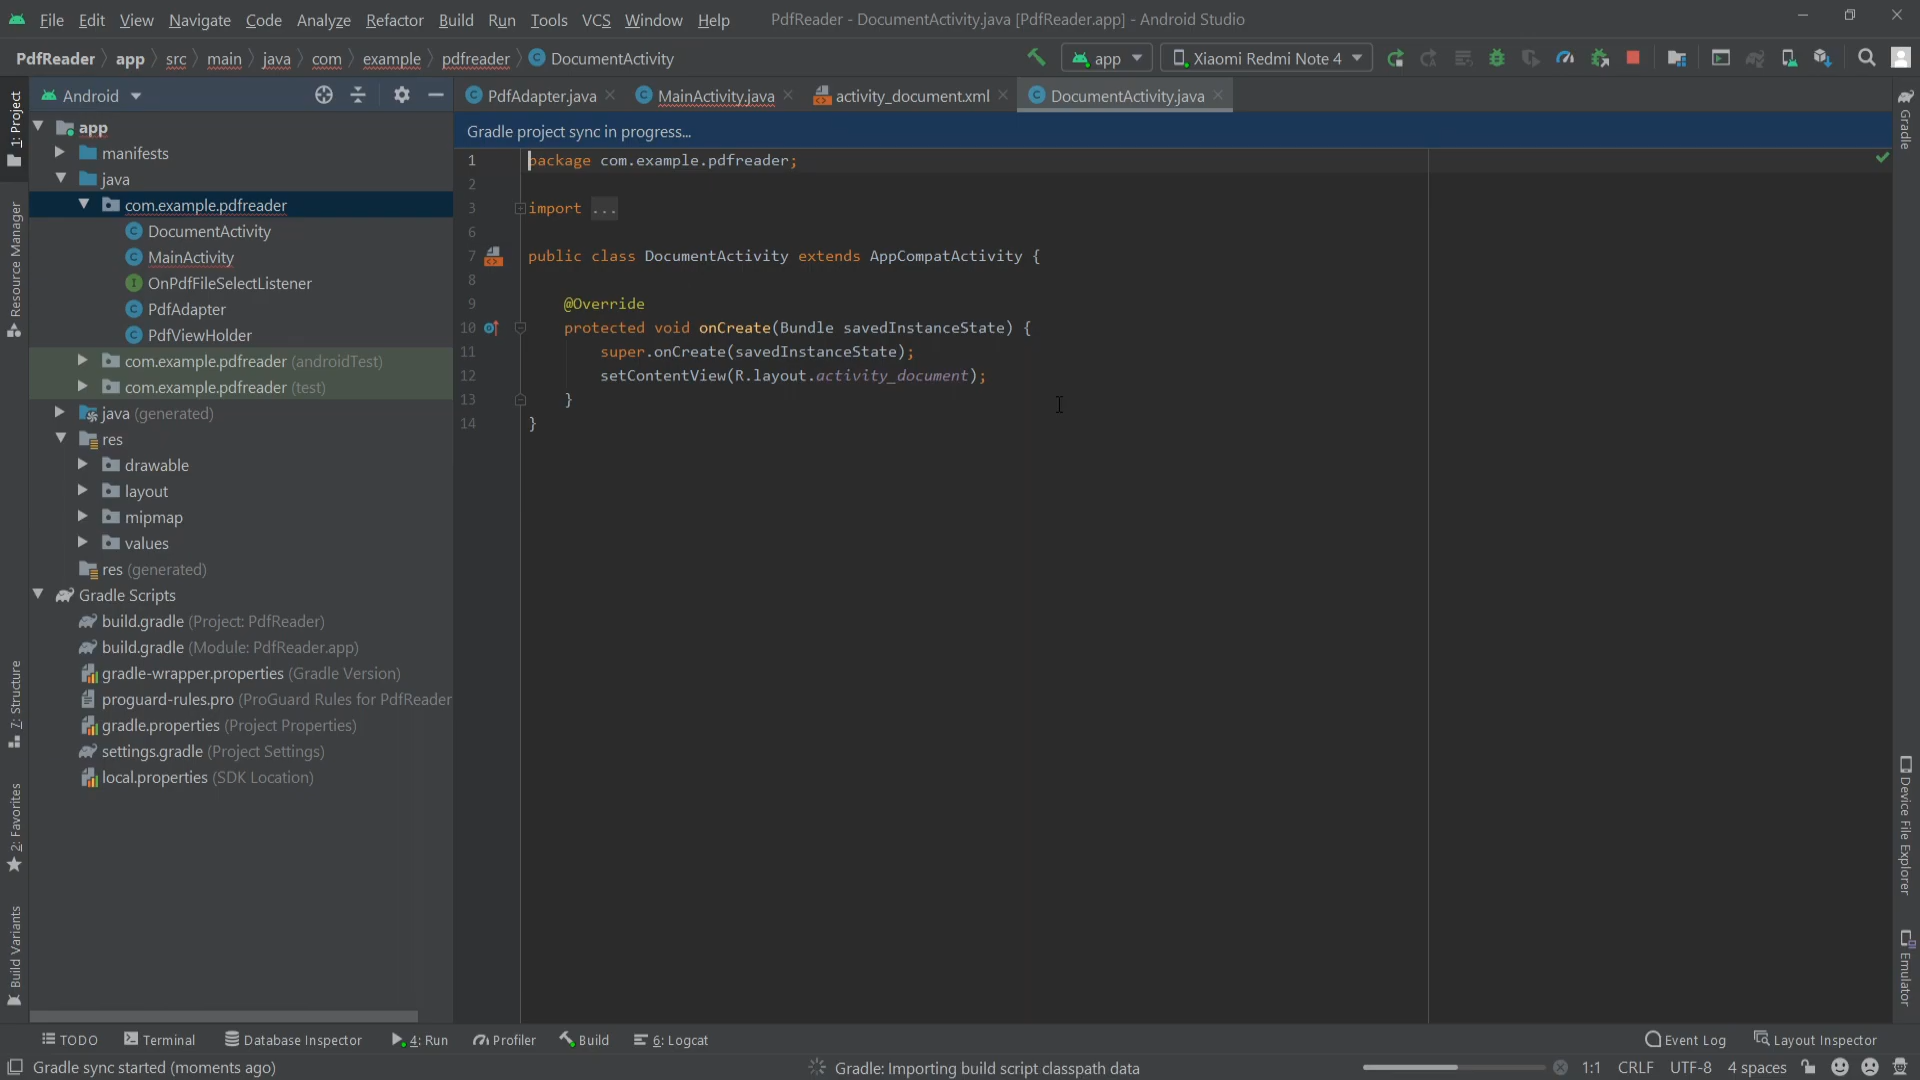 File Edit View Navigate Code Analyze Refactor Build Run Tools VCS Window Help PdfReader - DocumentActivity.java [PdfReader.app] - Android Studio
PdfReader app src main java com example pdfreader DocumentActivity app Xiaomi Redmi Note 4
Android
PdfAdapter.java MainActivity.java activity_document.xml DocumentActivity.java
Gradle project sync in progress...
1: Project
Resource Manager
7: Structure
2: Favorites
Build Variants
app
manifests
java
com.example.pdfreader
DocumentActivity
MainActivity
OnPdfFileSelectListener
PdfAdapter
PdfViewHolder
com.example.pdfreader (androidTest)
com.example.pdfreader (test)
java (generated)
res
drawable
layout
mipmap
values
res (generated)
Gradle Scripts
build.gradle (Project: PdfReader)
build.gradle (Module: PdfReader.app)
gradle-wrapper.properties (Gradle Version)
proguard-rules.pro (ProGuard Rules for PdfReader
gradle.properties (Project Properties)
settings.gradle (Project Settings)
local.properties (SDK Location)
1 package com.example.pdfreader;
2
3 import ...
6
7 public class DocumentActivity extends AppCompatActivity {
8
9 @Override
10 protected void onCreate(Bundle savedInstanceState) {
11 super.onCreate(savedInstanceState);
12 setContentView(R.layout.activity_document);
13 }
14 }
Gradle
Device File Explorer
Emulator
TODO Terminal Database Inspector 4: Run Profiler Build 6: Logcat Event Log Layout Inspector
Gradle sync started (moments ago) Gradle: Importing build script classpath data 1:1 CRLF UTF-8 4 spaces